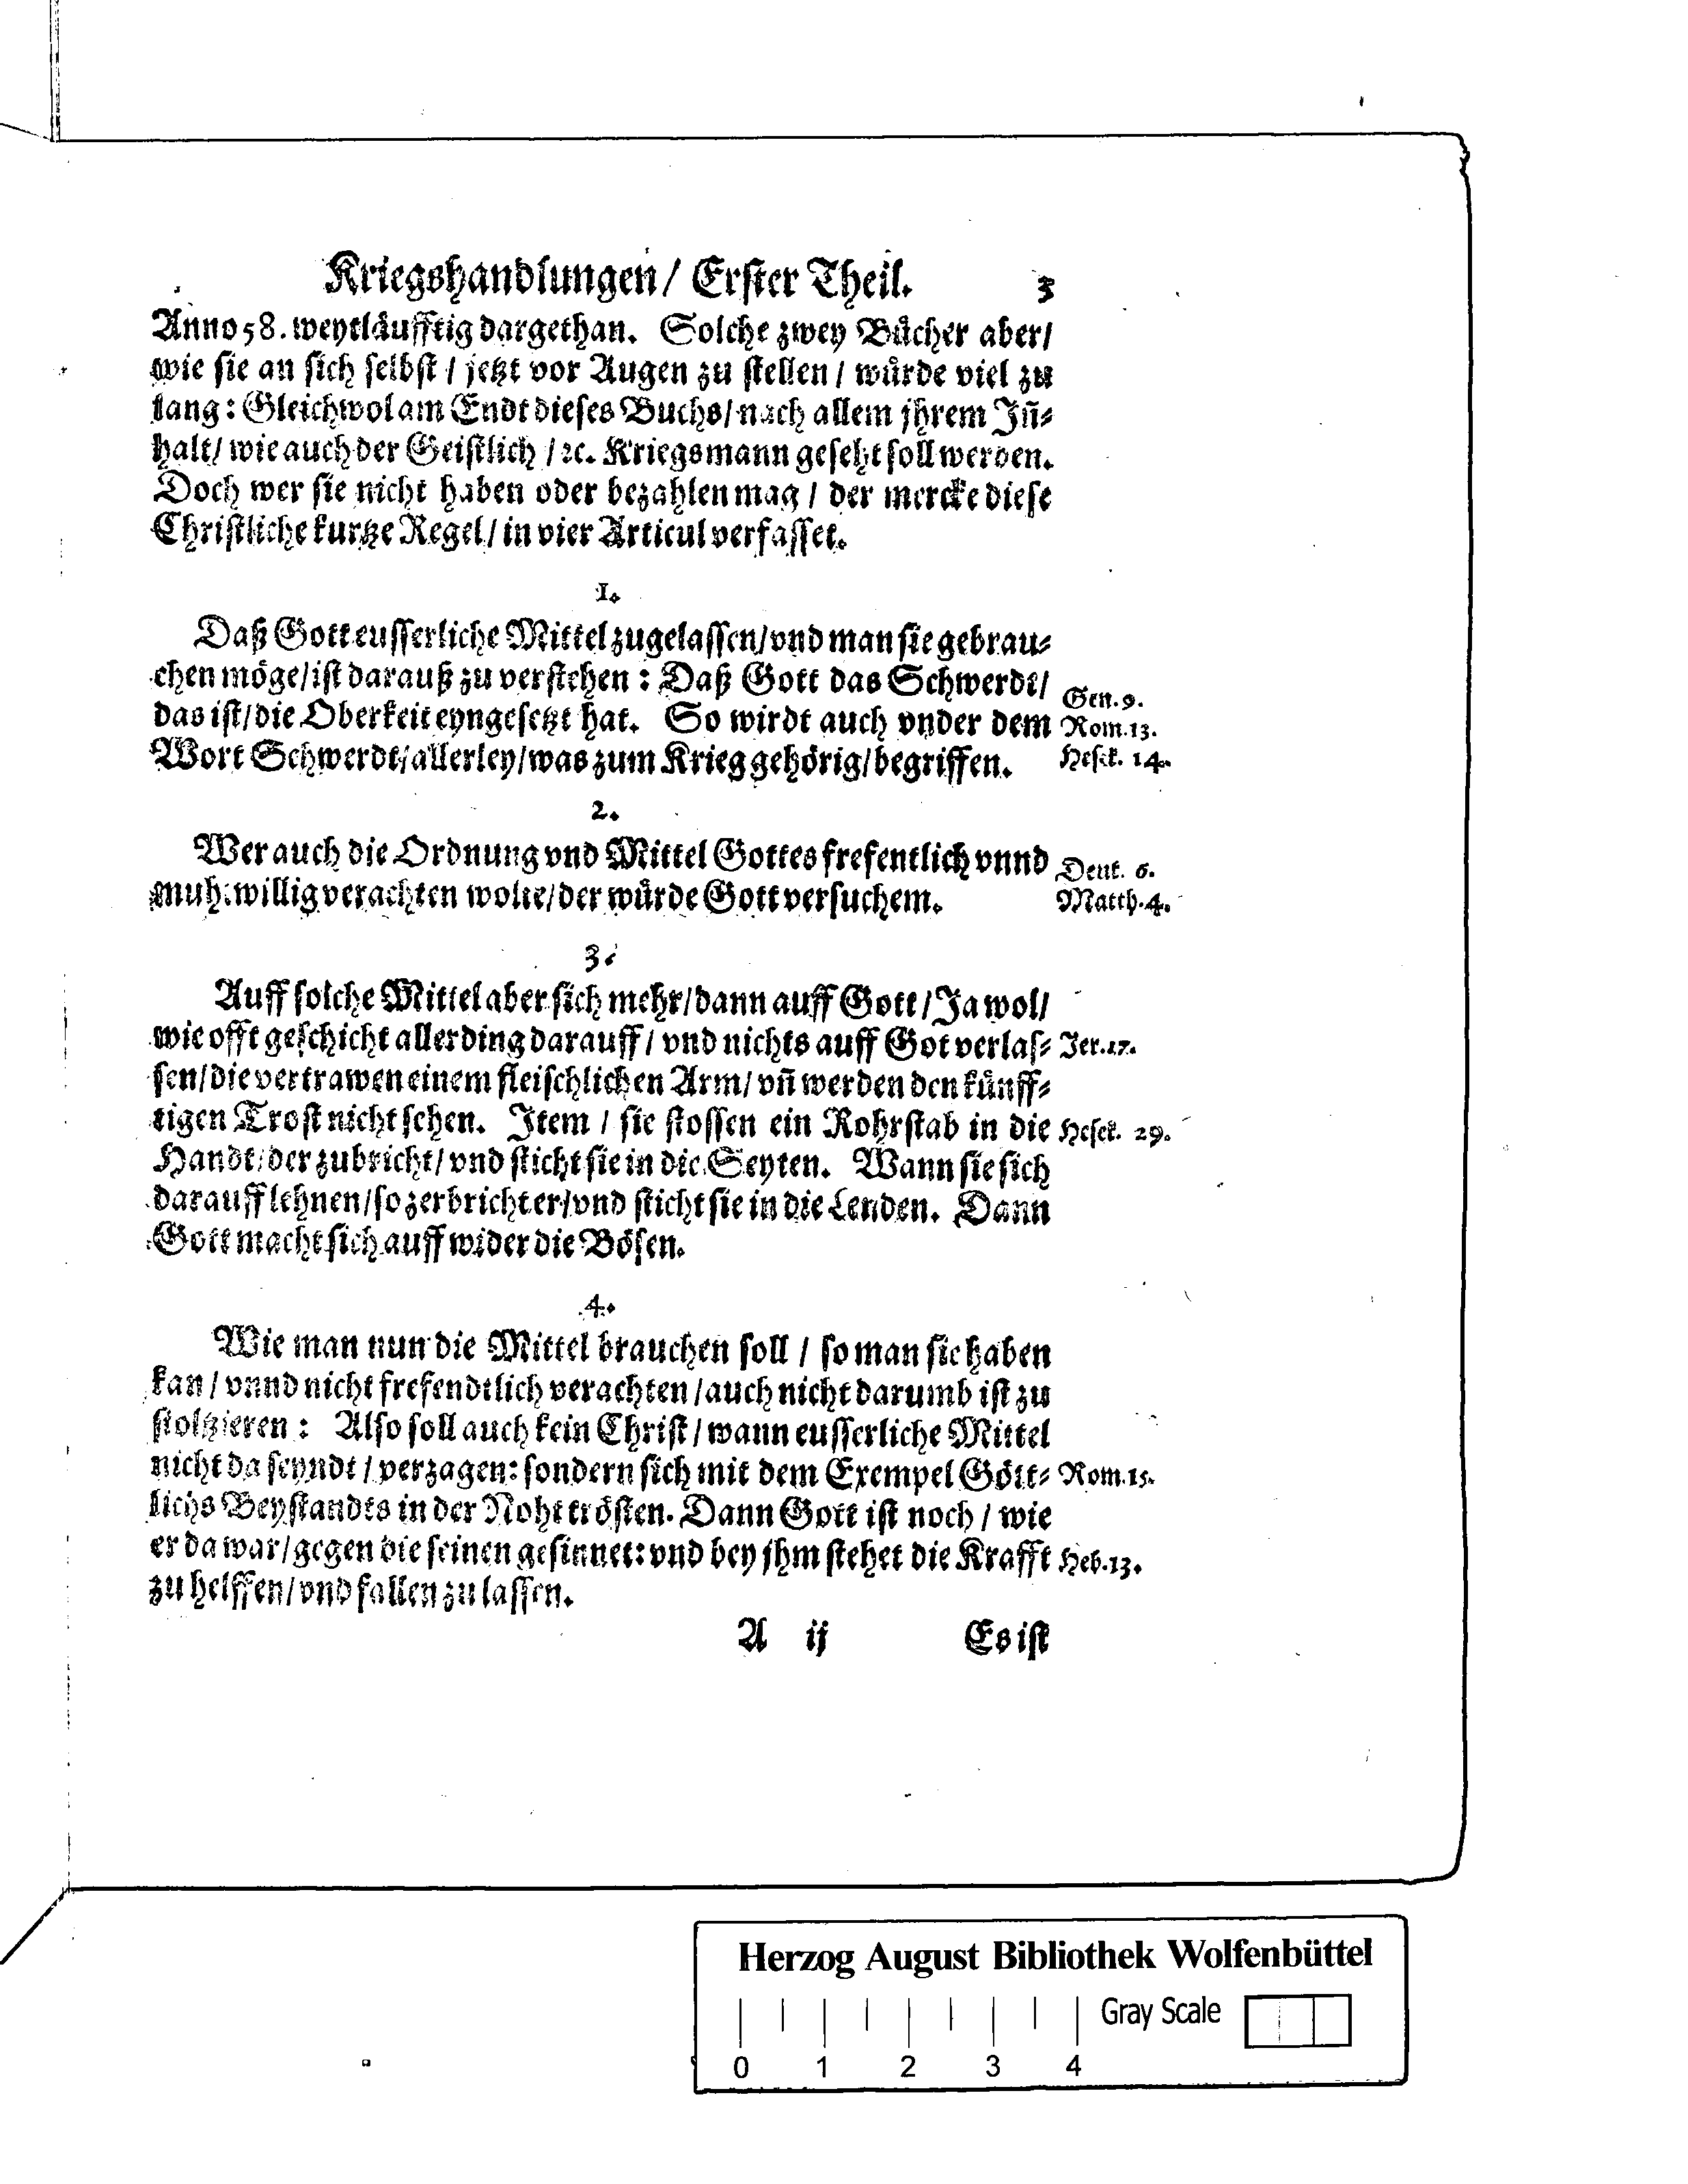 Kriegshandlungen/ Erster Theil. 3
Anno 58. weytläufftig dargethan. Solche zwey Bücher aber/
wie sie an sich selbst / jetzt vor Augen zu stellen / würde viel zu
lang: Gleichwol am Endt dieses Buchs/ nach allem jhrem Jn̄-
halt/ wie auch der Geistlich / ꝛc. Kriegsmann gesetzt soll werden.
Doch wer sie nicht haben oder bezahlen mag / der mercke diese
Christliche kurtze Regel/ in vier Articul verfasset.
1.
Daß Gott eusserliche Mittel zugelassen/ vnd man sie gebrau-
chen möge/ ist darauß zu verstehen: Daß Gott das Schwerdt/
Gen. 9.
das ist/ die Oberkeit eyngesetzt hat. So wirdt auch vnder dem
Rom. 13.
Wort Schwerdt/ allerley/ was zum Krieg gehörig/ begriffen.
Hesek. 14.
2.
Wer auch die Ordnung vnd Mittel Gottes frefentlich vnnd
Deut. 6.
muhtwillig verachten wolte/ der würde Gott versuchem.
Matth. 4.
3.
Auff solche Mittel aber sich mehr/ dann auff Gott/ Ja wol/
wie offt geschicht allerding darauff/ vnd nichts auff Got verlas-
Jer. 17.
sen/ die vertrawen einem fleischlichen Arm/ vn̄ werden den künff-
tigen Trost nicht sehen. Jtem / sie stossen ein Rohrstab in die
Hesek. 29.
Handt/ der zubricht/ vnd sticht sie in die Seyten. Wann sie sich
darauff lehnen/ so zerbricht er/ vnd sticht sie in die Lenden. Dann
Gott macht sich auff wider die Bösen.
4.
Wie man nun die Mittel brauchen soll / so man sie haben
kan / vnnd nicht frefendtlich verachten / auch nicht darumb ist zu
stoltzieren: Also soll auch kein Christ / wann eusserliche Mittel
nicht da seyndt / verzagen: sondern sich mit dem Exempel Gött-
Rom. 15.
lichs Beystandts in der Noht trösten. Dann Gott ist noch / wie
er da war/ gegen die seinen gesinnet: vnd bey jhm stehet die Krafft
Heb. 13.
zu helffen/ vnd fallen zu lassen.
A ij Es ist
Herzog August Bibliothek Wolfenbüttel
Gray Scale
0 1 2 3 4